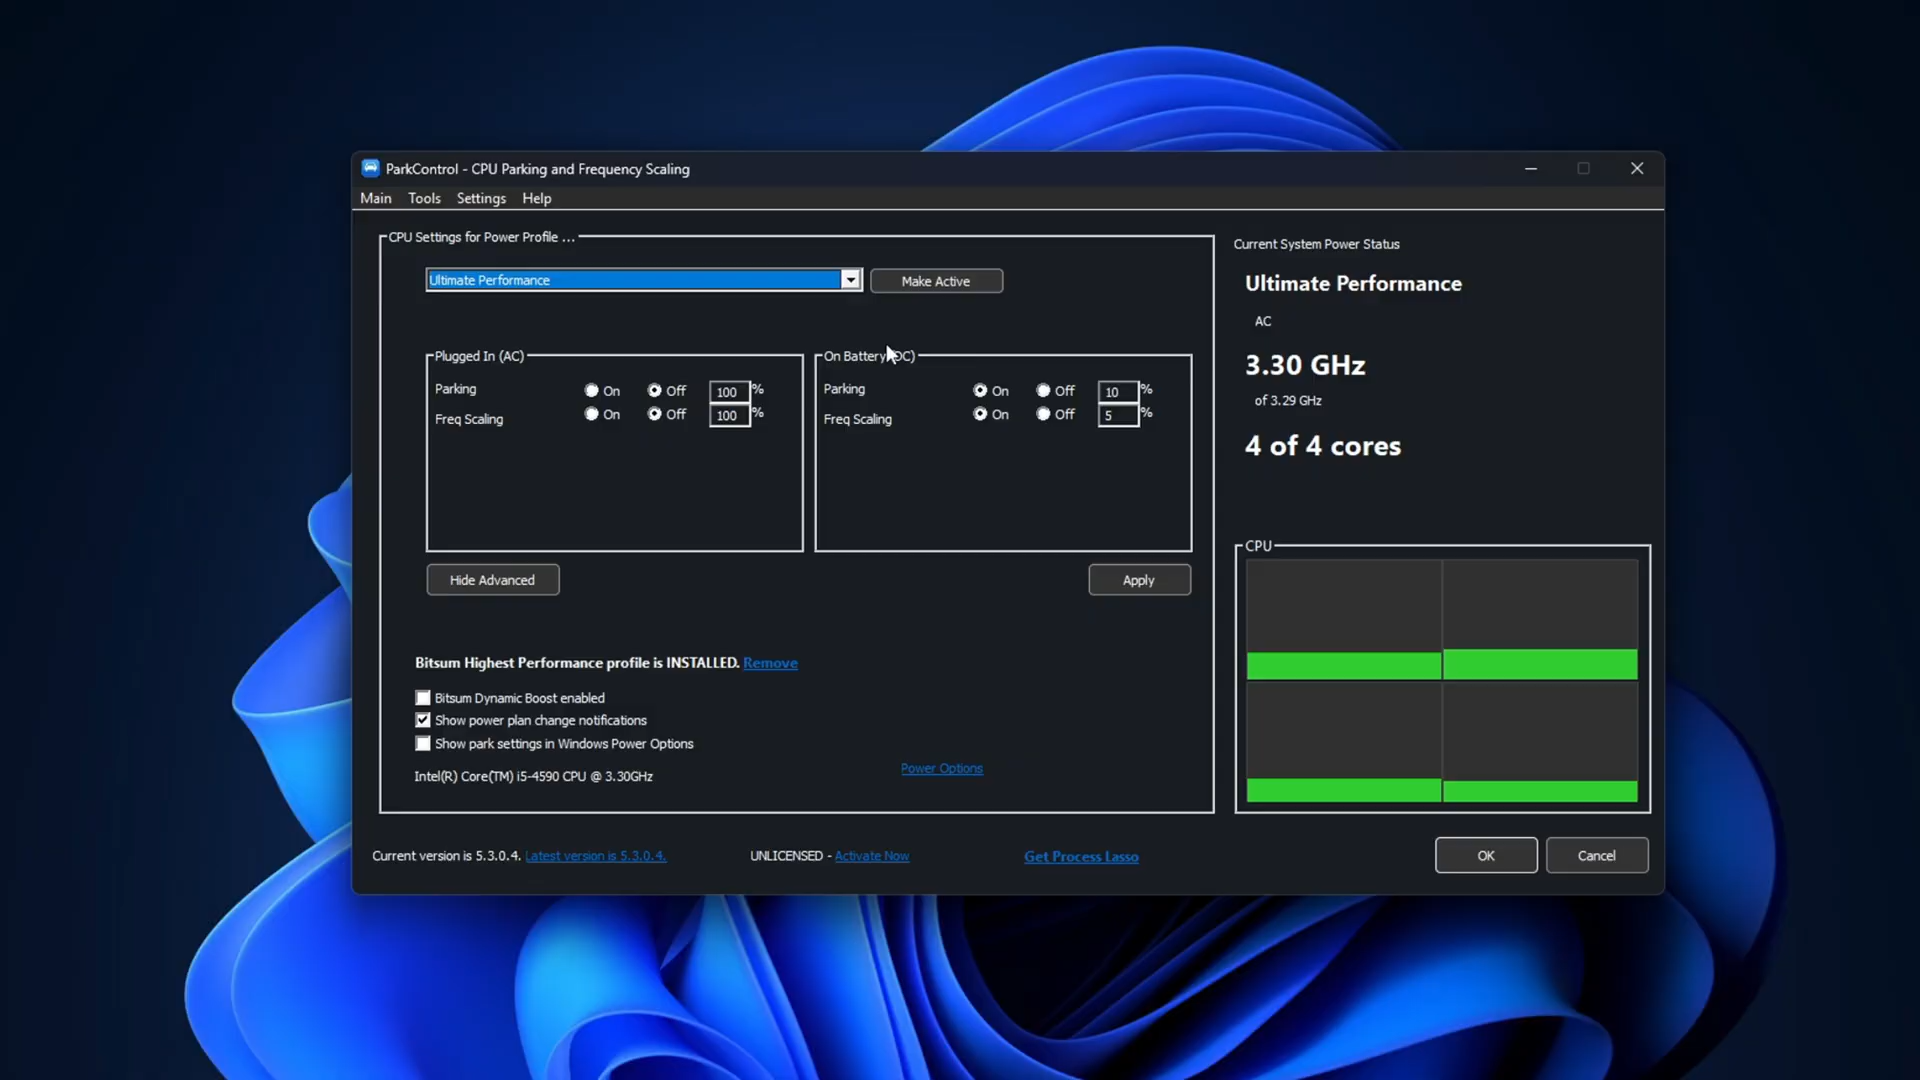 ParkControl - CPU Parking and Frequency Scaling
Main Tools Settings Help
CPU Settings for Power Profile ...
Ultimate Performance
Make Active
Plugged In (AC)
Parking On Off 100 %
Freq Scaling On Off 100 %
On Battery (DC)
Parking On Off 10 %
Freq Scaling On Off 5 %
Hide Advanced
Apply
Bitsum Highest Performance profile is INSTALLED. Remove
Bitsum Dynamic Boost enabled
Show power plan change notifications
Show park settings in Windows Power Options
Intel(R) Core(TM) i5-4590 CPU @ 3.30GHz
Power Options
Current System Power Status
Ultimate Performance
AC
3.30 GHz
of 3.29 GHz
4 of 4 cores
CPU
Current version is 5.3.0.4. Latest version is 5.3.0.4.
UNLICENSED - Activate Now
Get Process Lasso
OK
Cancel